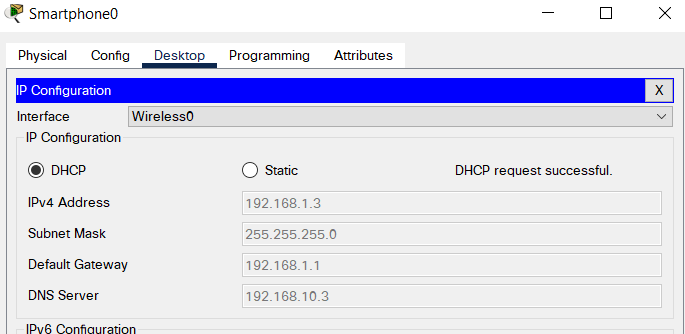 Smartphone0
Physical Config Desktop Programming Attributes
IP Configuration X
Interface Wireless0
IP Configuration
DHCP Static DHCP request successful.
IPv4 Address 192.168.1.3
Subnet Mask 255.255.255.0
Default Gateway 192.168.1.1
DNS Server 192.168.10.3
IPv6 Configuration